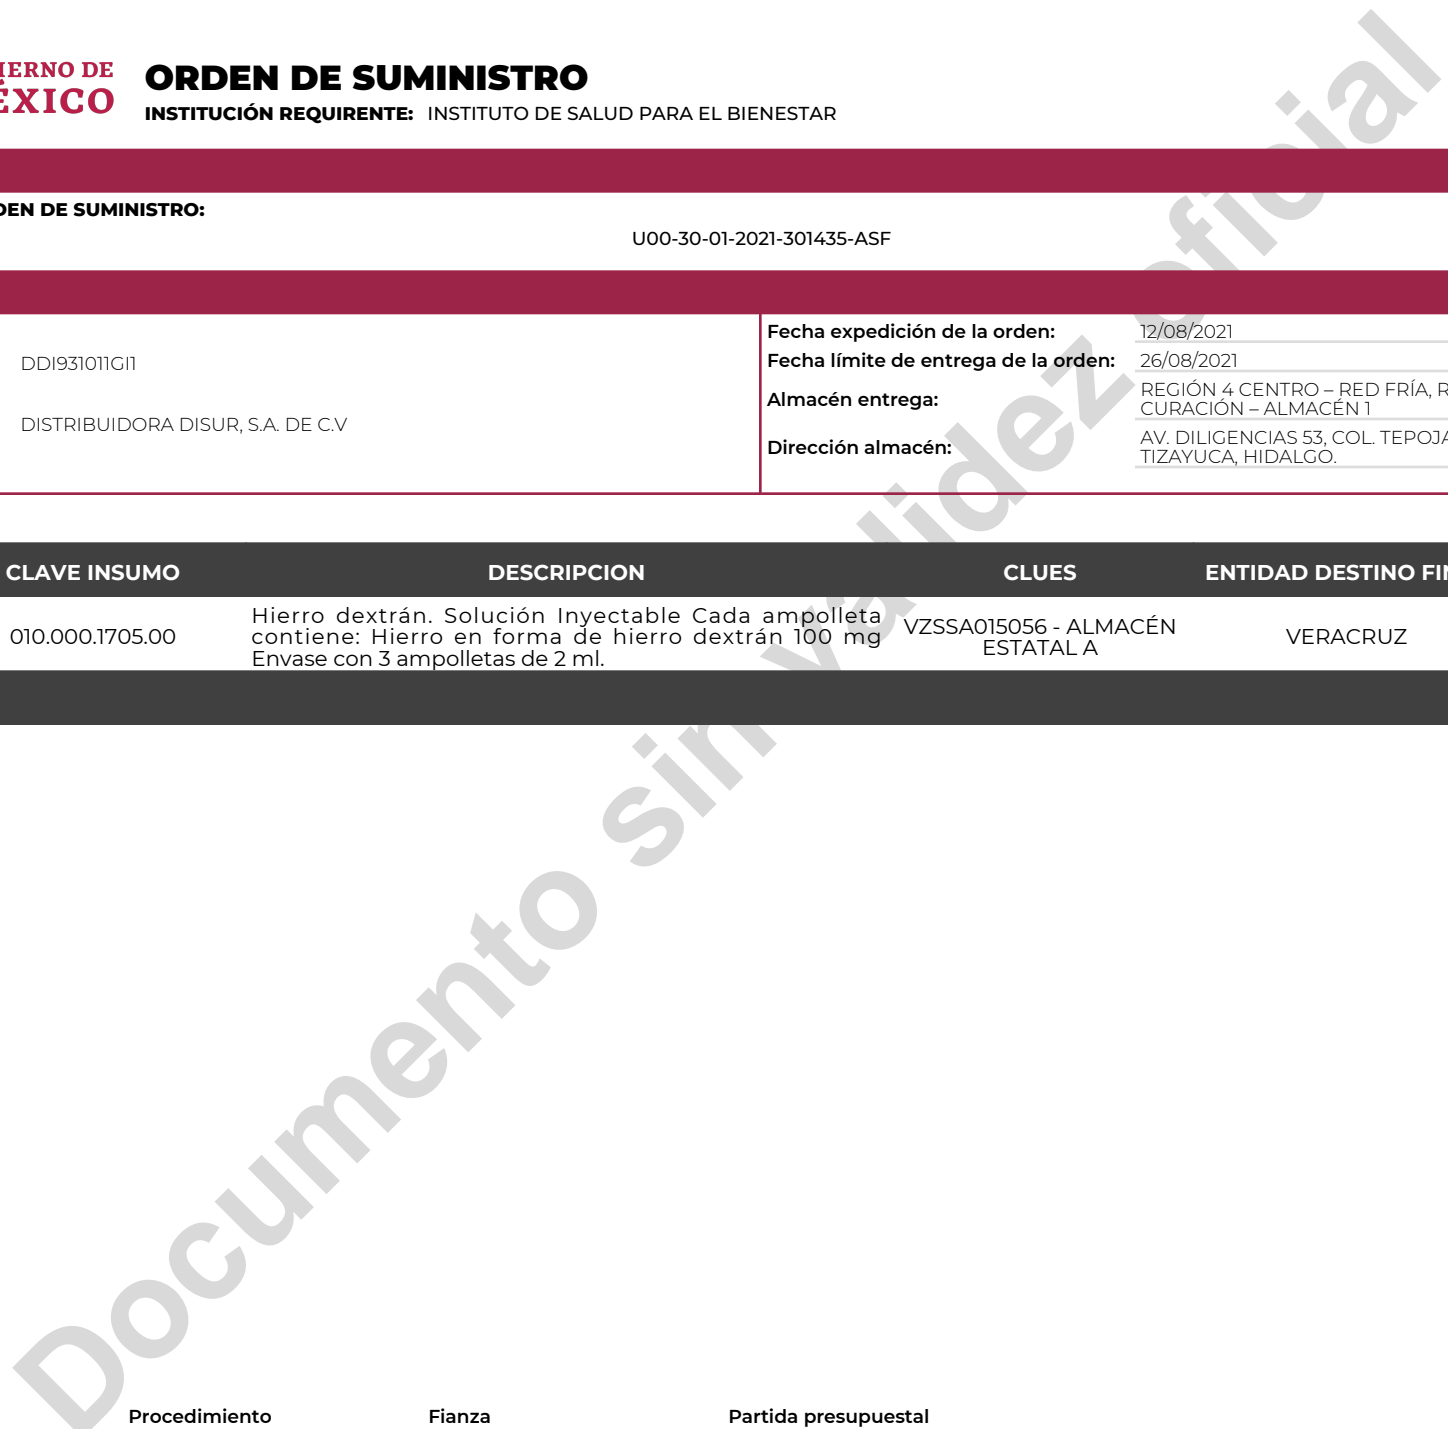 IERNO DE
ÉXICO
ORDEN DE SUMINISTRO
INSTITUCIÓN REQUIRENTE: INSTITUTO DE SALUD PARA EL BIENESTAR
DEN DE SUMINISTRO:
U00-30-01-2021-301435-ASF
DDI931011GI1
DISTRIBUIDORA DISUR, S.A. DE C.V
Fecha expedición de la orden: 12/08/2021
Fecha límite de entrega de la orden: 26/08/2021
Almacén entrega: REGIÓN 4 CENTRO – RED FRÍA, R
CURACIÓN – ALMACÉN 1
Dirección almacén: AV. DILIGENCIAS 53, COL. TEPOJA
TIZAYUCA, HIDALGO.
CLAVE INSUMO DESCRIPCION CLUES ENTIDAD DESTINO FIN
010.000.1705.00
Hierro dextrán. Solución Inyectable Cada ampolleta
contiene: Hierro en forma de hierro dextrán 100 mg
Envase con 3 ampolletas de 2 ml.
VZSSA015056 - ALMACÉN
ESTATAL A
VERACRUZ
Documento sin validez oficial
Procedimiento Fianza Partida presupuestal